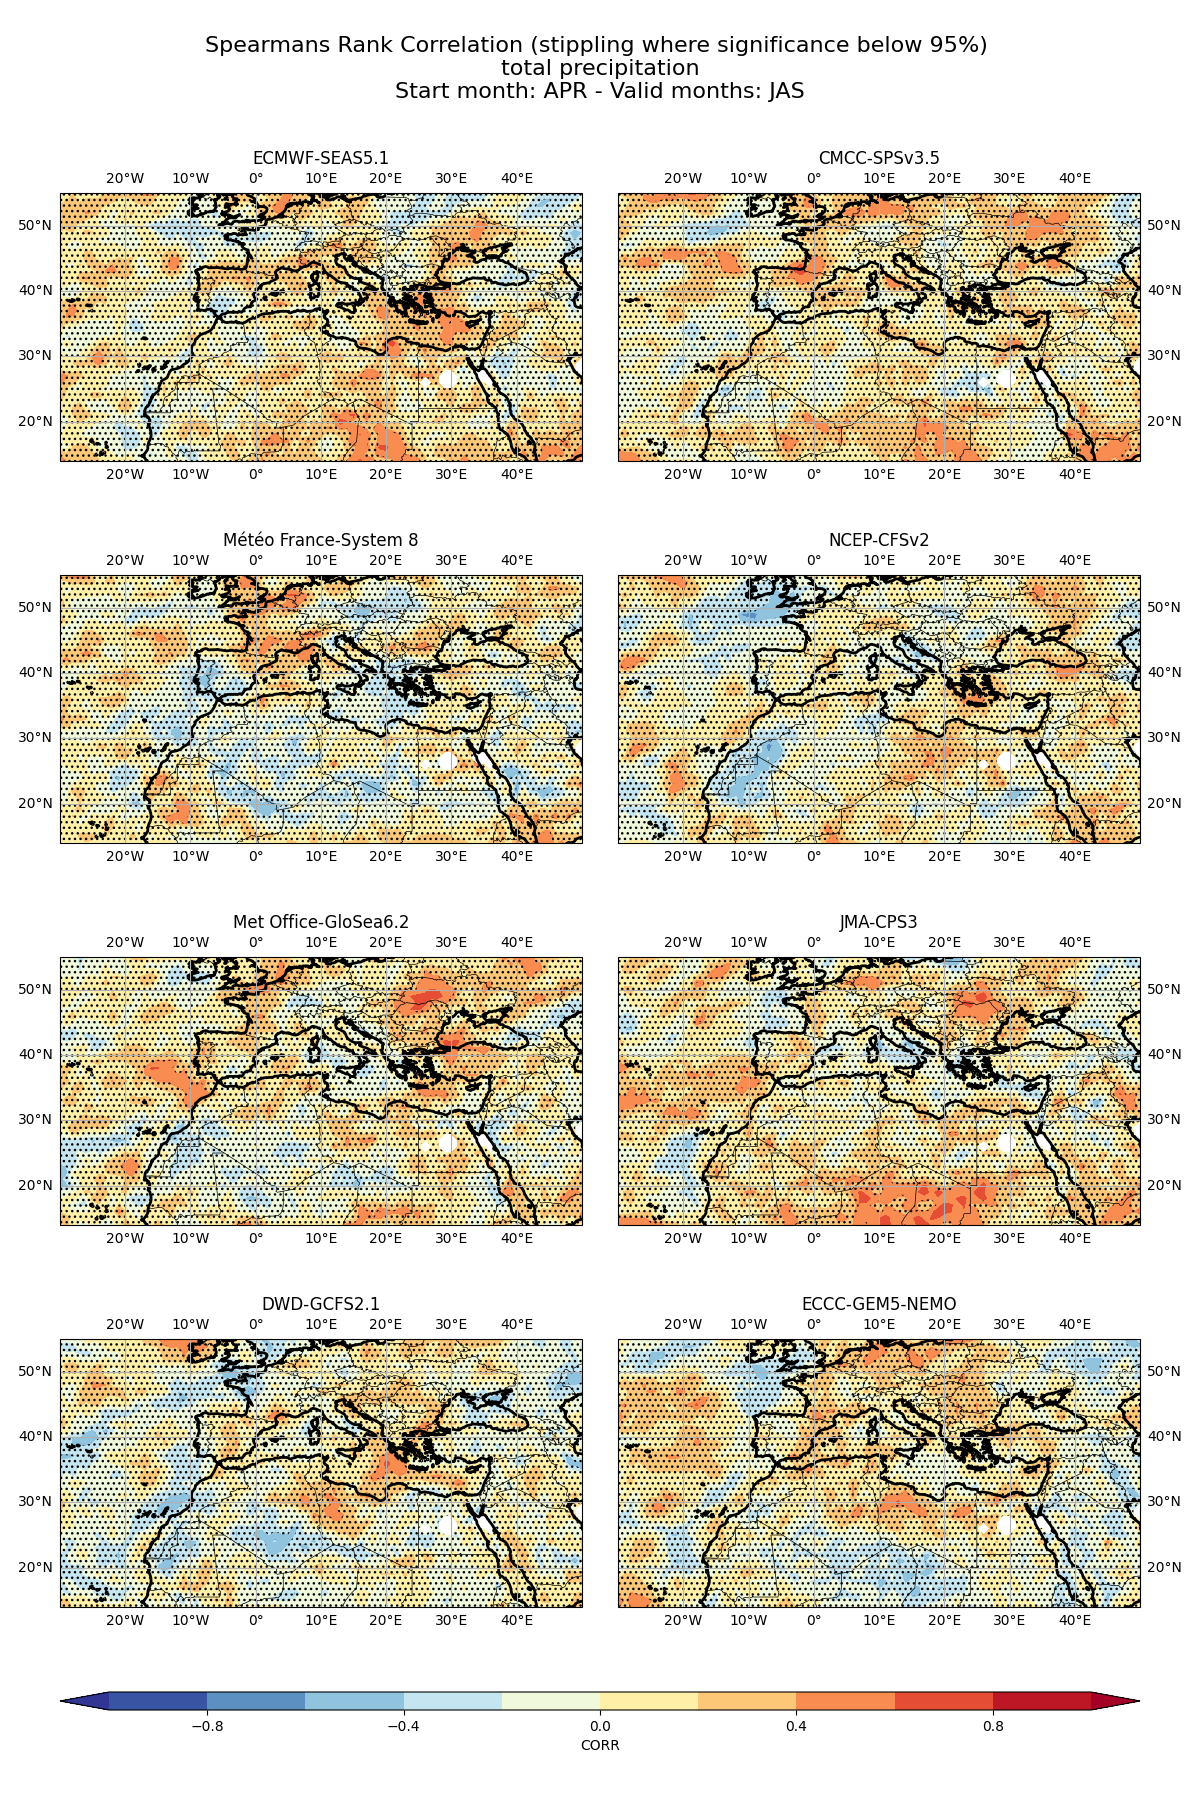 Spearmans Rank Correlation (stippling where significance below 95%)
total precipitation
Start month: APR - Valid months: JAS
ECMWF-SEAS5.1
20°W 10°W 0° 10°E 20°E 30°E 40°E
50°N
40°N
30°N
20°N
20°W 10°W 0° 10°E 20°E 30°E 40°E
CMCC-SPSv3.5
20°W 10°W 0° 10°E 20°E 30°E 40°E
50°N
40°N
30°N
20°N
20°W 10°W 0° 10°E 20°E 30°E 40°E
Météo France-System 8
20°W 10°W 0° 10°E 20°E 30°E 40°E
50°N
40°N
30°N
20°N
20°W 10°W 0° 10°E 20°E 30°E 40°E
NCEP-CFSv2
20°W 10°W 0° 10°E 20°E 30°E 40°E
50°N
40°N
30°N
20°N
20°W 10°W 0° 10°E 20°E 30°E 40°E
Met Office-GloSea6.2
20°W 10°W 0° 10°E 20°E 30°E 40°E
50°N
40°N
30°N
20°N
20°W 10°W 0° 10°E 20°E 30°E 40°E
JMA-CPS3
20°W 10°W 0° 10°E 20°E 30°E 40°E
50°N
40°N
30°N
20°N
20°W 10°W 0° 10°E 20°E 30°E 40°E
DWD-GCFS2.1
20°W 10°W 0° 10°E 20°E 30°E 40°E
50°N
40°N
30°N
20°N
20°W 10°W 0° 10°E 20°E 30°E 40°E
ECCC-GEM5-NEMO
20°W 10°W 0° 10°E 20°E 30°E 40°E
50°N
40°N
30°N
20°N
20°W 10°W 0° 10°E 20°E 30°E 40°E
−0.8 −0.4 0.0 0.4 0.8
CORR